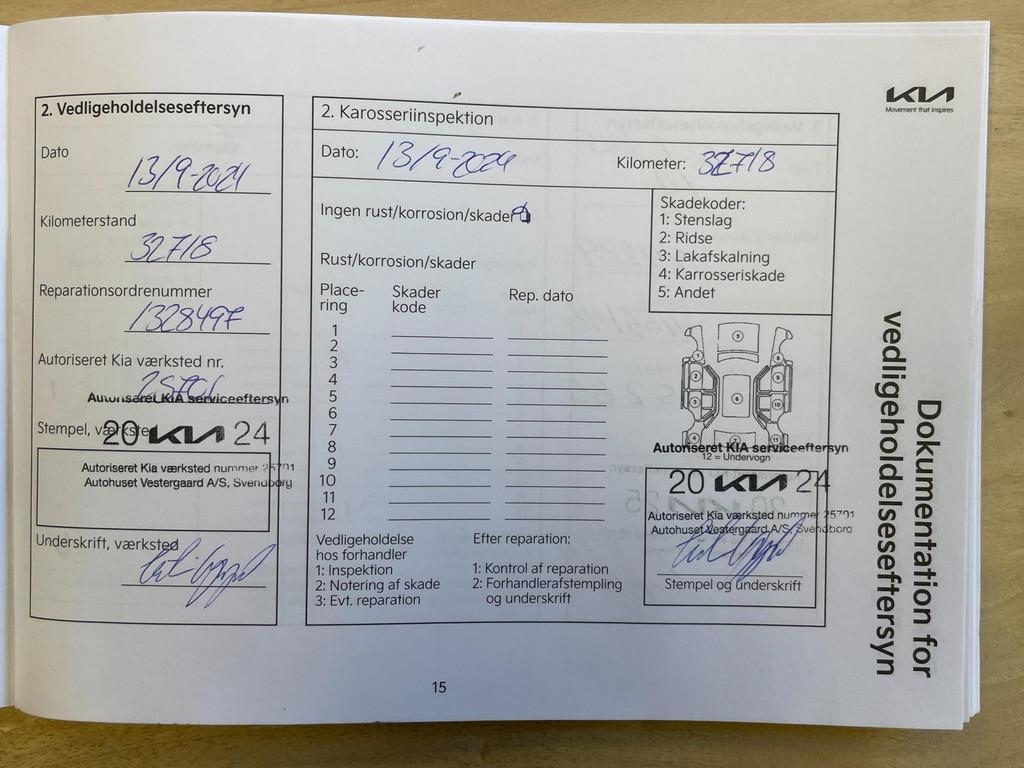 2. Vedligeholdelseseftersyn
Dato
13/9-2024
Kilometerstand
32718
Reparationsordrenummer
1328497
Autoriseret Kia værksted nr.
Autoriseret KIA serviceeftersyn
Stempel, værksted
20 KIA 24
Autoriseret Kia værksted nummer 25701
Autohuset Vestergaard A/S, Svendborg
Underskrift, værksted
2. Karosseriinspektion
Dato: 13/9-2024 Kilometer: 32718
Ingen rust/korrosion/skader
Rust/korrosion/skader
Place-
ring
Skader
kode
Rep. dato
1
2
3
4
5
6
7
8
9
10
11
12
Skadekoder:
1: Stenslag
2: Ridse
3: Lakafskalning
4: Karrosseriskade
5: Andet
Autoriseret KIA serviceeftersyn
12 = Undervogn
20 KIA 24
Autoriseret Kia værksted nummer 25701
Autohuset Vestergaard A/S, Svendborg
Stempel og underskrift
Vedligeholdelse
hos forhandler
1: Inspektion
2: Notering af skade
3: Evt. reparation
Efter reparation:
1: Kontrol af reparation
2: Forhandlerafstempling
og underskrift
KIA
Movement that inspires
Dokumentation for
vedligeholdelseseftersyn
15